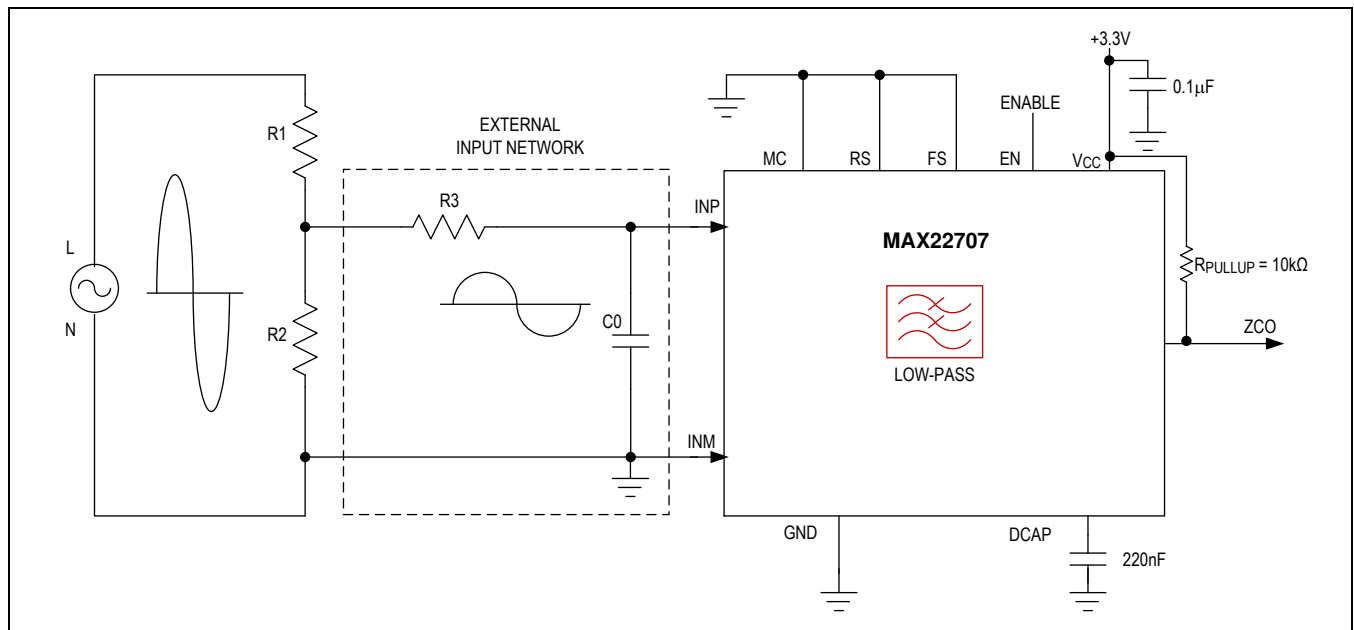 +3.3V
0.1µF
ENABLE
R1
EXTERNAL
INPUT NETWORK
MC
RS
FS
EN
VCC
R3
INP
MAX22707
RPULLUP = 10kΩ
L
N
R2
C0
ZCO
LOW-PASS
INM
GND
DCAP
220nF